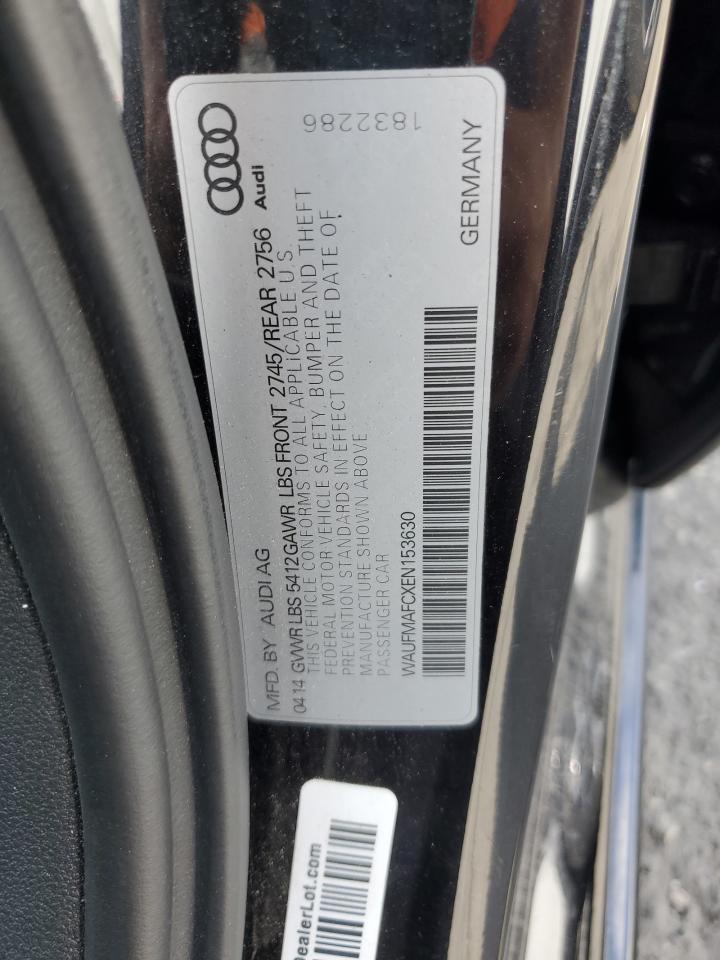 MFD. BY AUDI AG
Audi
04 14 GVWR LBS 5412 GAWR LBS FRONT 2745/REAR 2756
THIS VEHICLE CONFORMS TO ALL APPLICABLE U.S.
FEDERAL MOTOR VEHICLE SAFETY, BUMPER AND THEFT
PREVENTION STANDARDS IN EFFECT ON THE DATE OF
MANUFACTURE SHOWN ABOVE
PASSENGER CAR
1832286
WAUFMAFCXEN153630
GERMANY
DealerLot.com